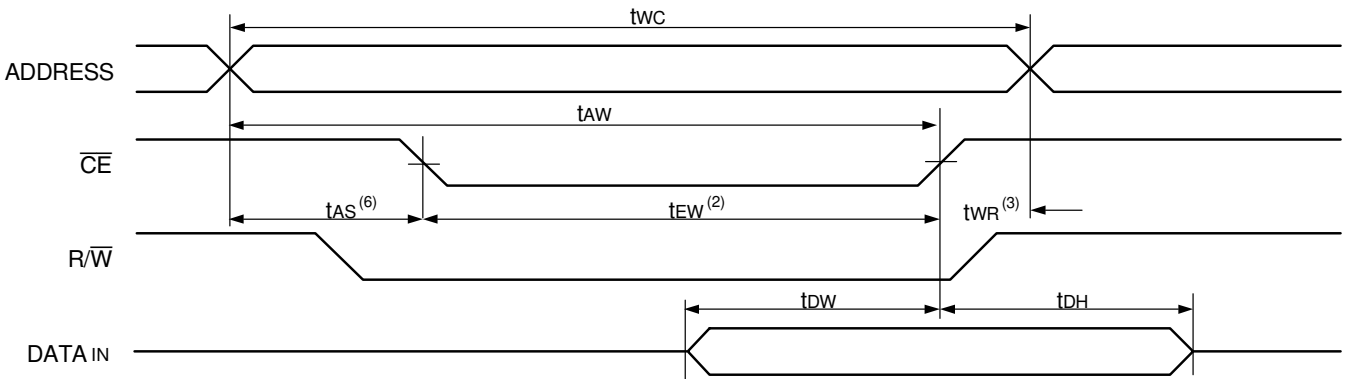 tWC
ADDRESS
tAW
CE
tAS(6) tEW(2) tWR(3)
R/W
tDW tDH
DATA IN